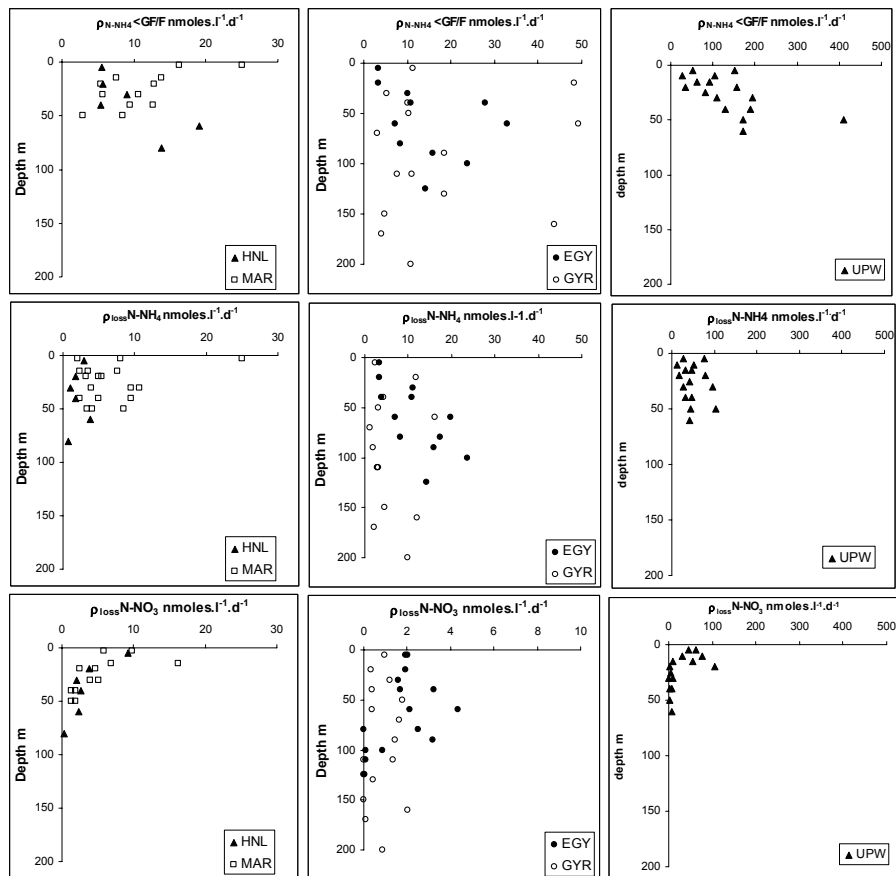 ρN-NH4 <GF/F nmoles.l-1.d-1
0 10 20 30
0
50
100
150
200
Depth m
▲ HNL
□ MAR
ρN-NH4 <GF/F nmoles.l-1.d-1
0 10 20 30 40 50
0
50
100
150
200
Depth m
● EGY
○ GYR
ρN-NH4 <GF/F nmoles.l-1.d-1
0 100 200 300 400 500
0
50
100
150
200
depth m
▲ UPW
ρlossN-NH4 nmoles.l-1.d-1
0 10 20 30
0
50
100
150
200
Depth m
▲ HNL
□ MAR
ρlossN-NH4 nmoles.l-1.d-1
0 10 20 30 40 50
0
50
100
150
200
Depth m
● EGY
○ GYR
ρlossN-NH4 nmoles.l-1.d-1
0 100 200 300 400 500
0
50
100
150
200
depth m
▲ UPW
ρlossN-NO3 nmoles.l-1.d-1
0 10 20 30
0
50
100
150
200
Depth m
▲ HNL
□ MAR
ρlossN-NO3 nmoles.l-1.d-1
0 2 4 6 8 10
0
50
100
150
200
Depth m
● EGY
○ GYR
ρlossN-NO3 nmoles.l-1.d-1
0 100 200 300 400 500
0
50
100
150
200
depth m
▲ UPW